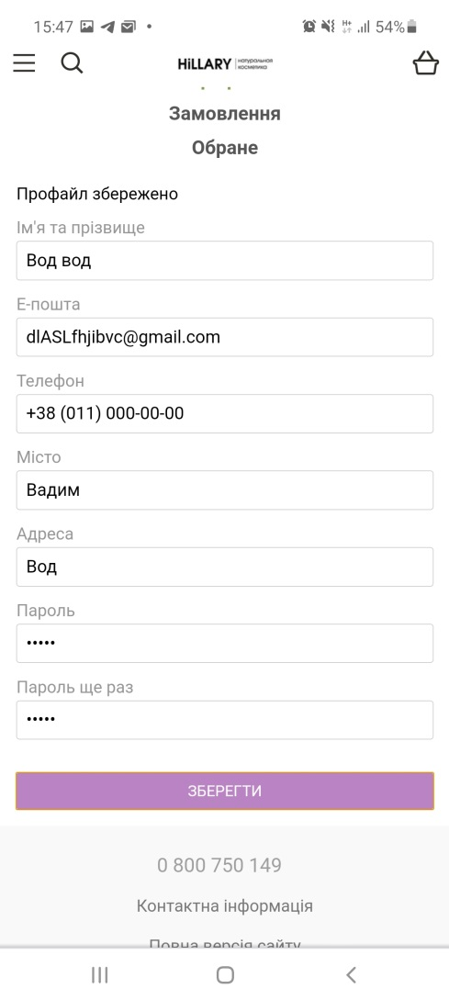 15:47 54%
HiLLARY натуральная
косметика
Замовлення
Обране
Профайл збережено
Ім'я та прізвище
Вод вод
Е-пошта
dlASLfhjibvc@gmail.com
Телефон
+38 (011) 000-00-00
Місто
Вадим
Адреса
Вод
Пароль
•••••
Пароль ще раз
•••••
ЗБЕРЕГТИ
0 800 750 149
Контактна інформація
Повна версія сайту